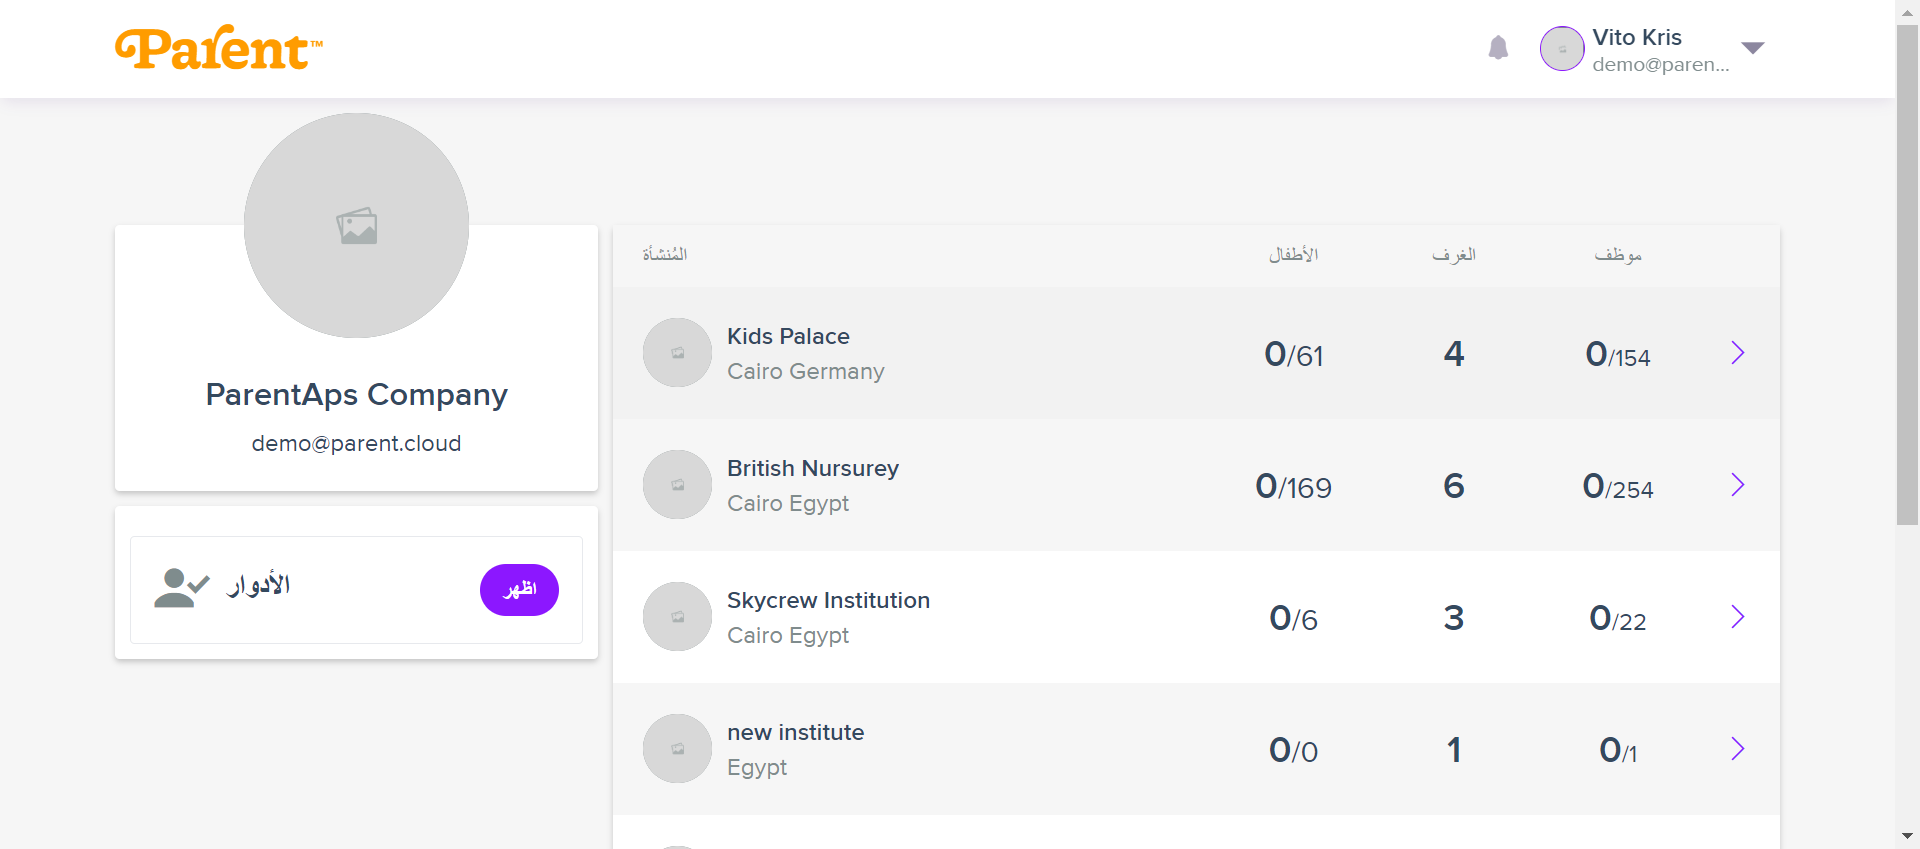 Parent™
Vito Kris
demo@paren...
ParentAps Company
demo@parent.cloud
الأدوار
اظهر
المُنشأة
الأطفال
الغرف
موظف
Kids Palace
Cairo Germany
0/61
4
0/154
British Nursurey
Cairo Egypt
0/169
6
0/254
Skycrew Institution
Cairo Egypt
0/6
3
0/22
new institute
Egypt
0/0
1
0/1